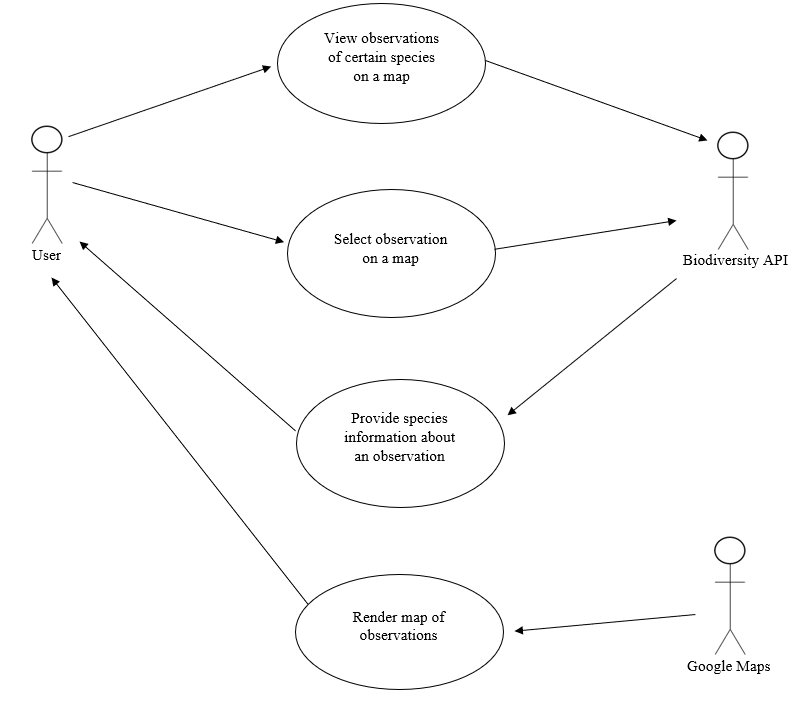 View observations
of certain species
on a map
User
Select observation
on a map
Biodiversity API
Provide species
information about
an observation
Render map of
observations
Google Maps